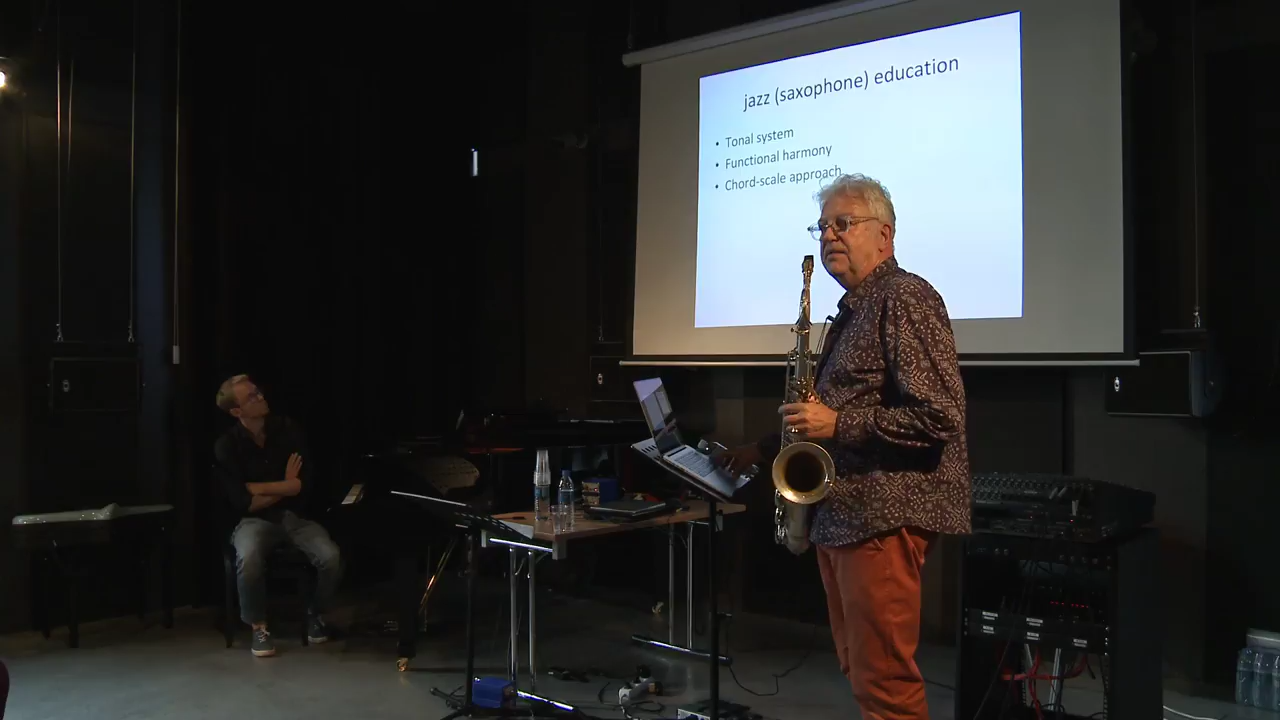 jazz (saxophone) education
• Tonal system
• Functional harmony
• Chord-scale approach